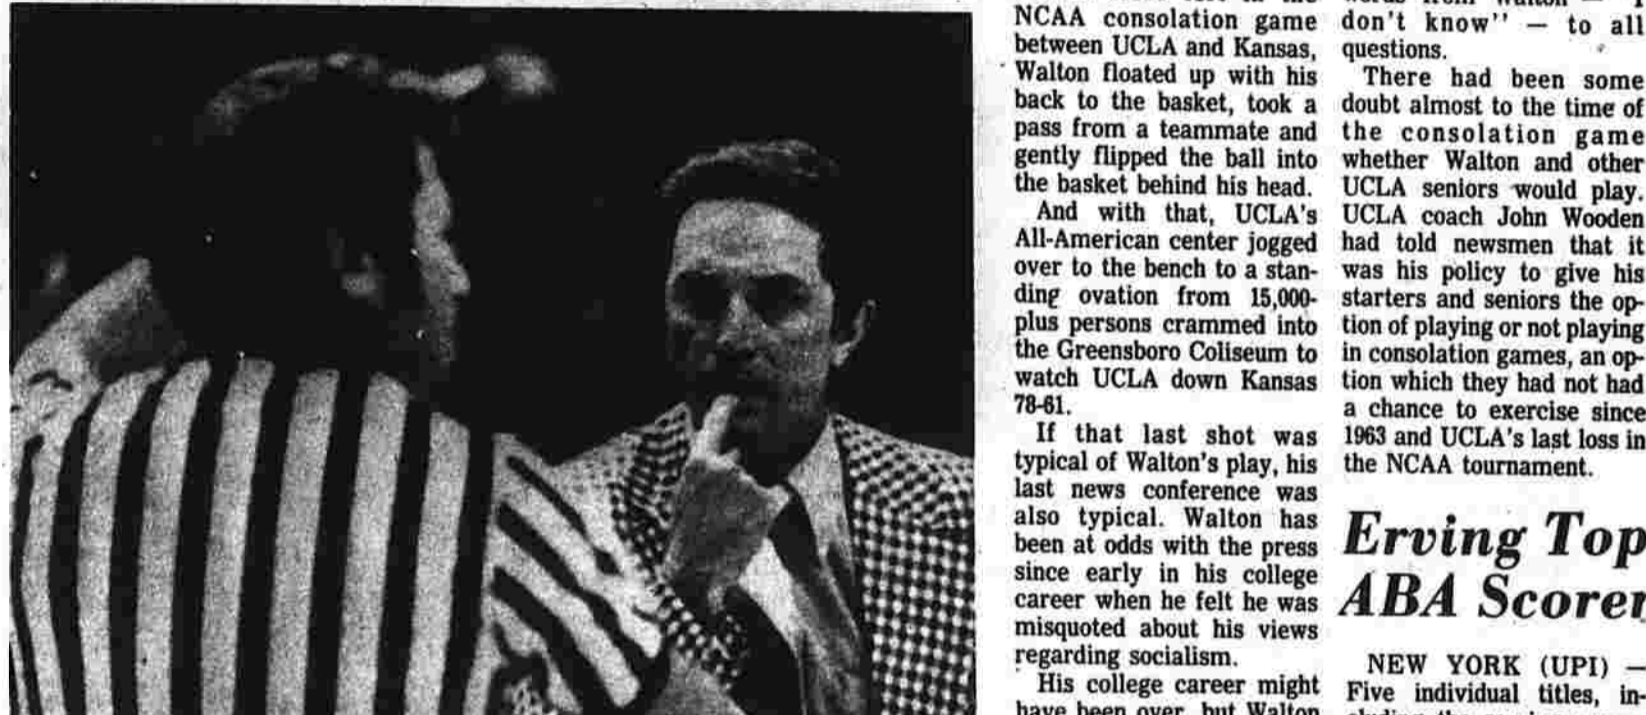 NCAA consolation game
between UCLA and Kansas,
Walton floated up with his
back to the basket, took a
pass from a teammate and
gently flipped the ball into
the basket behind his head.
And with that, UCLA's
All-American center jogged
over to the bench to a stan-
ding ovation from 15,000-
plus persons crammed into
the Greensboro Coliseum to
watch UCLA down Kansas
78-61.
If that last shot was
typical of Walton's play, his
last news conference was
also typical. Walton has
been at odds with the press
since early in his college
career when he felt he was
misquoted about his views
regarding socialism.
His college career might
have been over, but Walton
don't know" — to all
questions.
There had been some
doubt almost to the time of
the consolation game
whether Walton and other
UCLA seniors would play.
UCLA coach John Wooden
had told newsmen that it
was his policy to give his
starters and seniors the op-
tion of playing or not playing
in consolation games, an op-
tion which they had not had
a chance to exercise since
1963 and UCLA's last loss in
the NCAA tournament.
Erving Top
ABA Scorer
NEW YORK (UPI) —
Five individual titles, in-